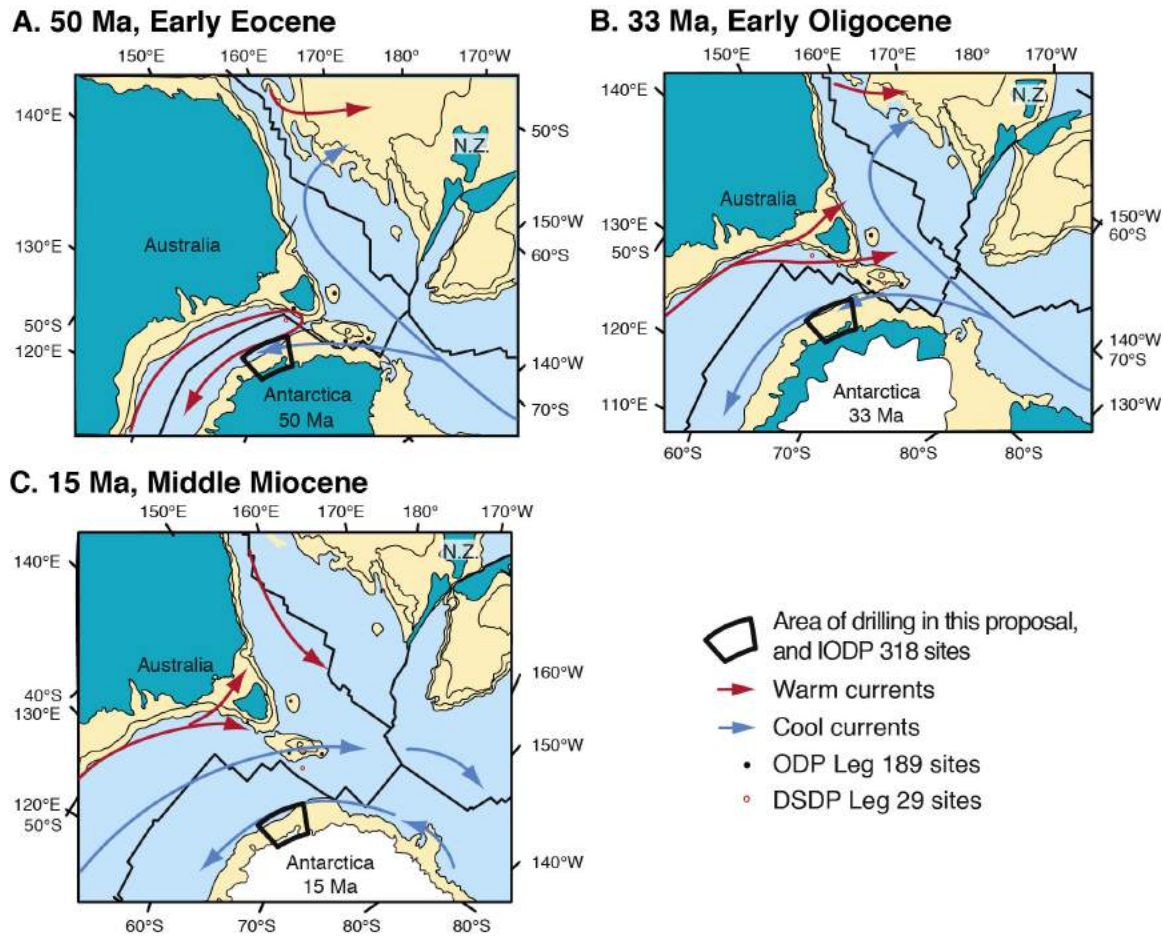 A. 50 Ma, Early Eocene
150°E 160°E 170°E 180° 170°W
140°E
50°S
N.Z.
150°W
130°E
60°S
Australia
50°S
120°E
140°W
Antarctica
50 Ma
70°S
B. 33 Ma, Early Oligocene
150°E 160°E 170°E 180° 170°W
140°E
N.Z.
Australia
130°E
50°S
150°W
60°S
120°E
140°W
70°S
Antarctica
33 Ma
110°E
130°W
60°S 70°S 80°S 80°S
C. 15 Ma, Middle Miocene
150°E 160°E 170°E 180° 170°W
140°E
N.Z.
Australia
160°W
40°S
130°E
150°W
120°E
50°S
Antarctica
15 Ma
140°W
60°S 70°S 80°S 80°S
Area of drilling in this proposal,
and IODP 318 sites
Warm currents
Cool currents
ODP Leg 189 sites
DSDP Leg 29 sites